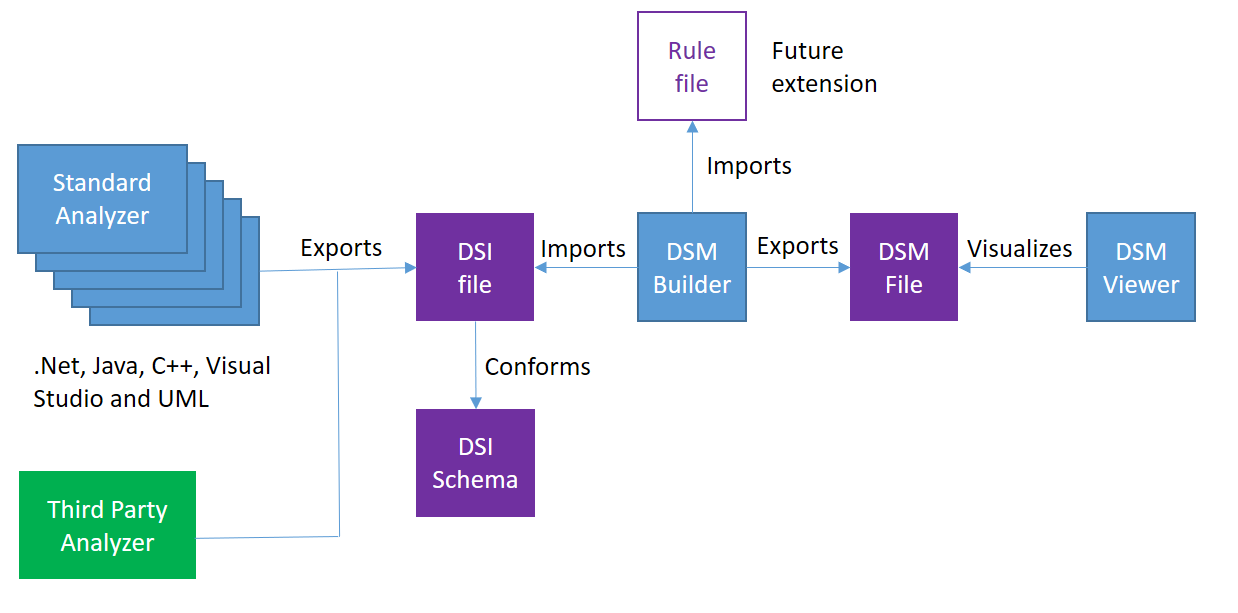 Rule
file
Future
extension
Imports
Standard
Analyzer
Exports
DSI
file
Imports
DSM
Builder
Exports
DSM
File
Visualizes
DSM
Viewer
.Net, Java, C++, Visual
Studio and UML
Conforms
DSI
Schema
Third Party
Analyzer